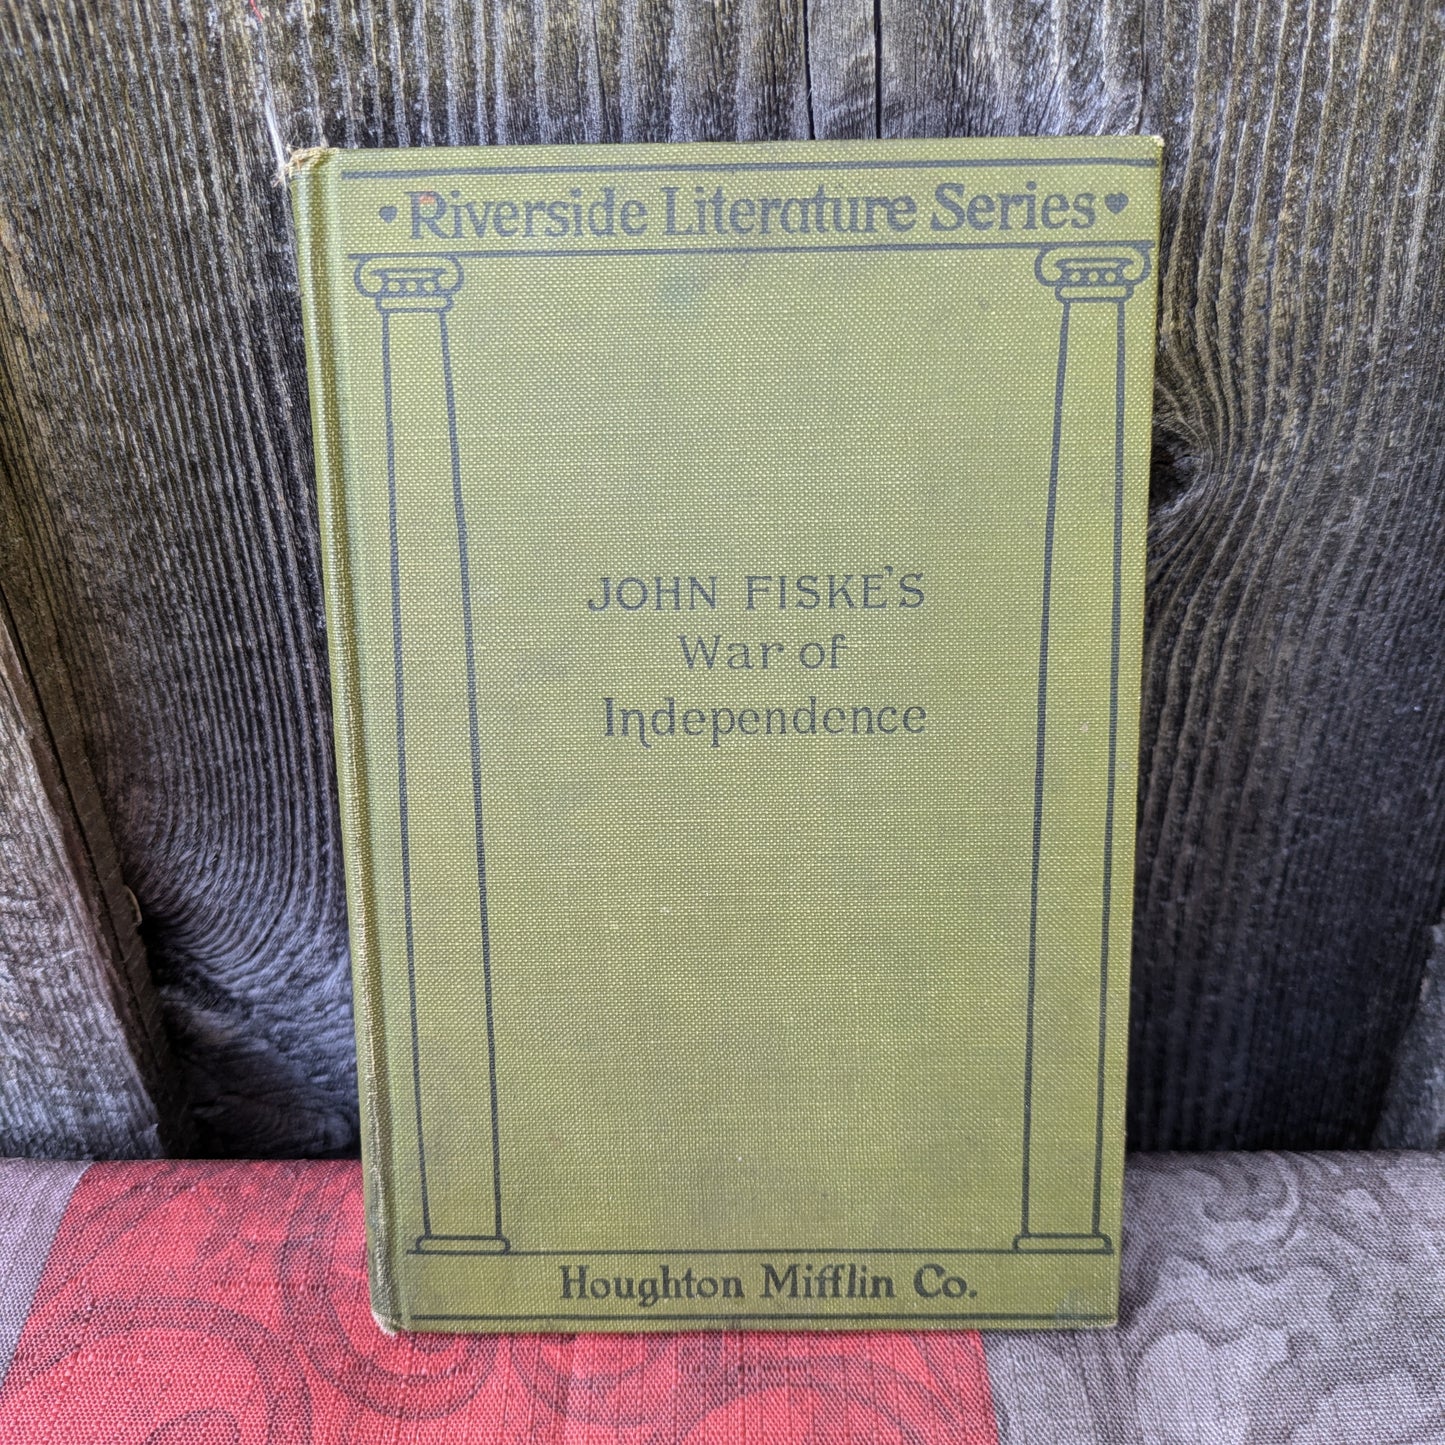 Riverside Literature Series
JOHN FISKE'S
War of
Independence
Houghton Mifflin Co.